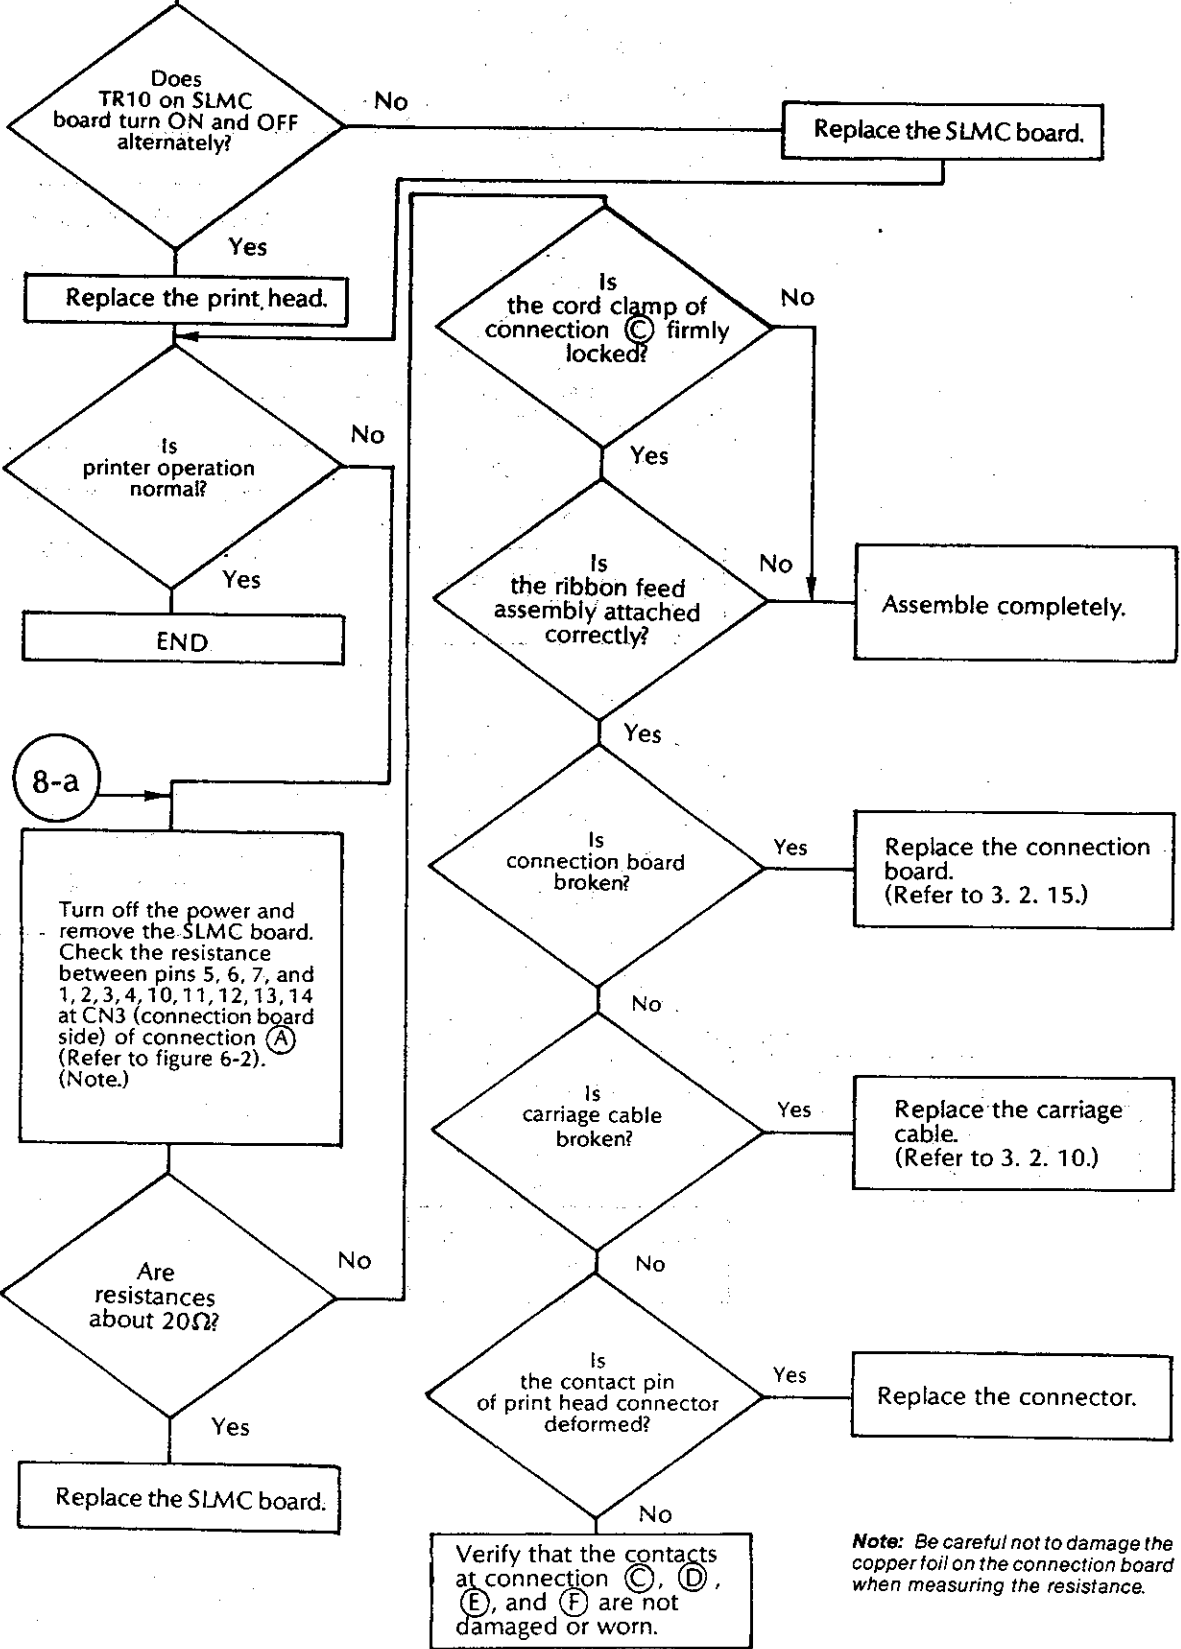 Does
TR10 on SLMC
board turn ON and OFF
alternately?
No
Replace the SLMC board.
Yes
Replace the print head.
Is
printer operation
normal?
No
Yes
END
8-a
Turn off the power and
remove the SLMC board.
Check the resistance
between pins 5, 6, 7, and
1, 2, 3, 4, 10, 11, 12, 13, 14
at CN3 (connection board
side) of connection Ⓐ
(Refer to figure 6-2).
(Note.)
Are
resistances
about 20Ω?
No
Yes
Replace the SLMC board.
Is
the cord clamp of
connection Ⓒ firmly
locked?
No
Yes
Is
the ribbon feed
assembly attached
correctly?
No
Assemble completely.
Yes
Is
connection board
broken?
Yes
Replace the connection
board.
(Refer to 3. 2. 15.)
No
Is
carriage cable
broken?
Yes
Replace the carriage
cable.
(Refer to 3. 2. 10.)
No
Is
the contact pin
of print head connector
deformed?
Yes
Replace the connector.
No
Verify that the contacts
at connection Ⓒ, Ⓓ,
Ⓔ, and Ⓕ are not
damaged or worn.
Note: Be careful not to damage the
copper foil on the connection board
when measuring the resistance.